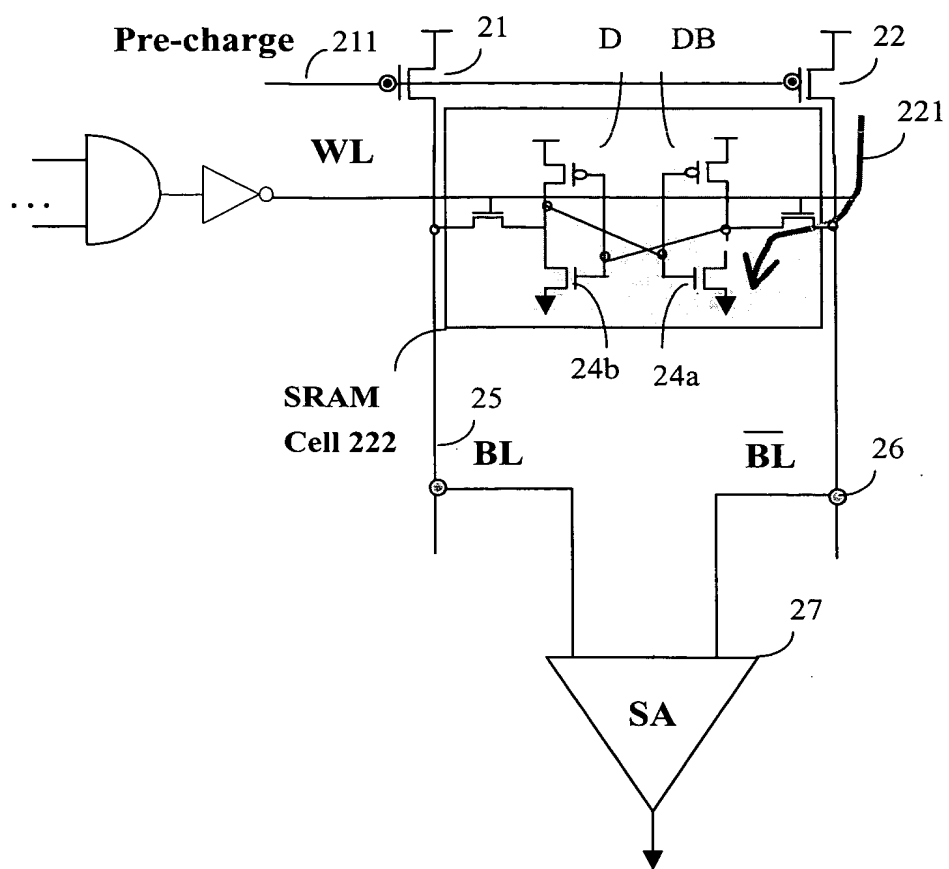 Pre-charge
211
21
D
DB
22
221
WL
...
24b
24a
SRAM
Cell 222
25
BL
BL
26
27
SA